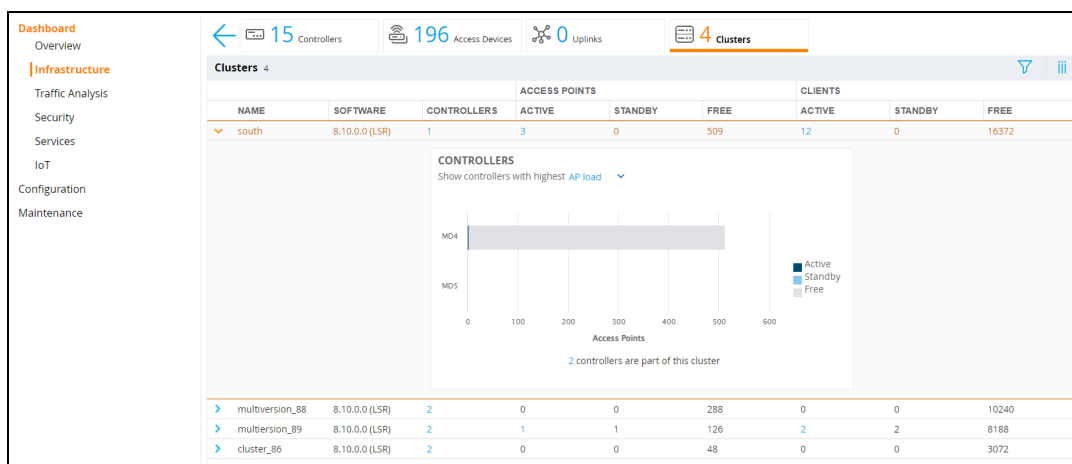 Dashboard
Overview
Infrastructure
Traffic Analysis
Security
Services
IoT
Configuration
Maintenance
15 Controllers 196 Access Devices 0 Uplinks 4 Clusters
Clusters 4
ACCESS POINTS CLIENTS
NAME SOFTWARE CONTROLLERS ACTIVE STANDBY FREE ACTIVE STANDBY FREE
south 8.10.0.0 (LSR) 1 3 0 509 12 0 16372
CONTROLLERS
Show controllers with highest AP load
MD4
MD5
Active
Standby
Free
0 100 200 300 400 500 600
Access Points
2 controllers are part of this cluster
multiversion_88 8.10.0.0 (LSR) 2 0 0 288 0 0 10240
multiersion_89 8.10.0.0 (LSR) 2 1 1 126 2 2 8188
cluster_86 8.10.0.0 (LSR) 2 0 0 48 0 0 3072